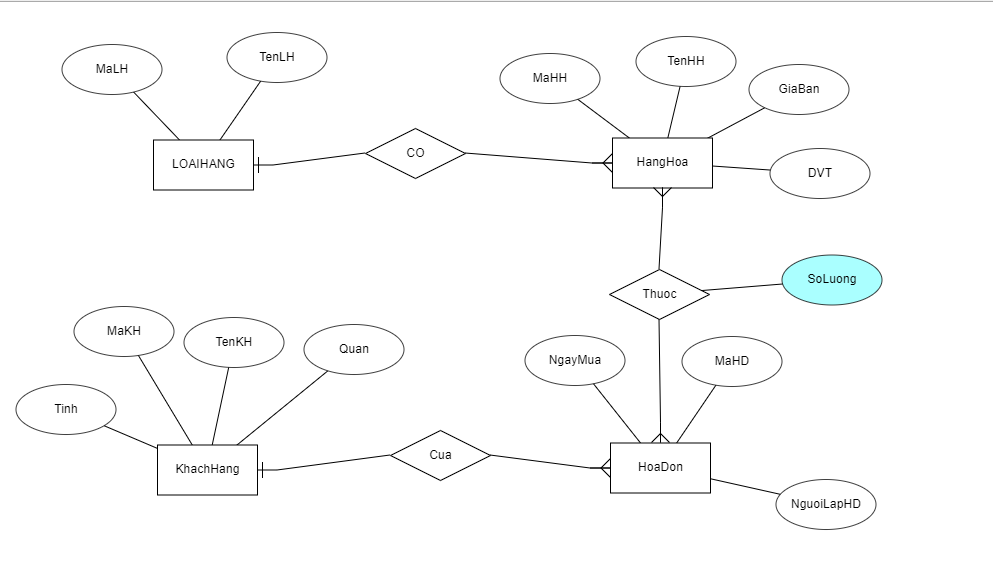 TenLH
MaLH
TenHH
MaHH
GiaBan
LOAIHANG
CO
HangHoa
DVT
SoLuong
Thuoc
MaKH
TenKH
Quan
NgayMua
MaHD
Tinh
KhachHang
Cua
HoaDon
NguoiLapHD